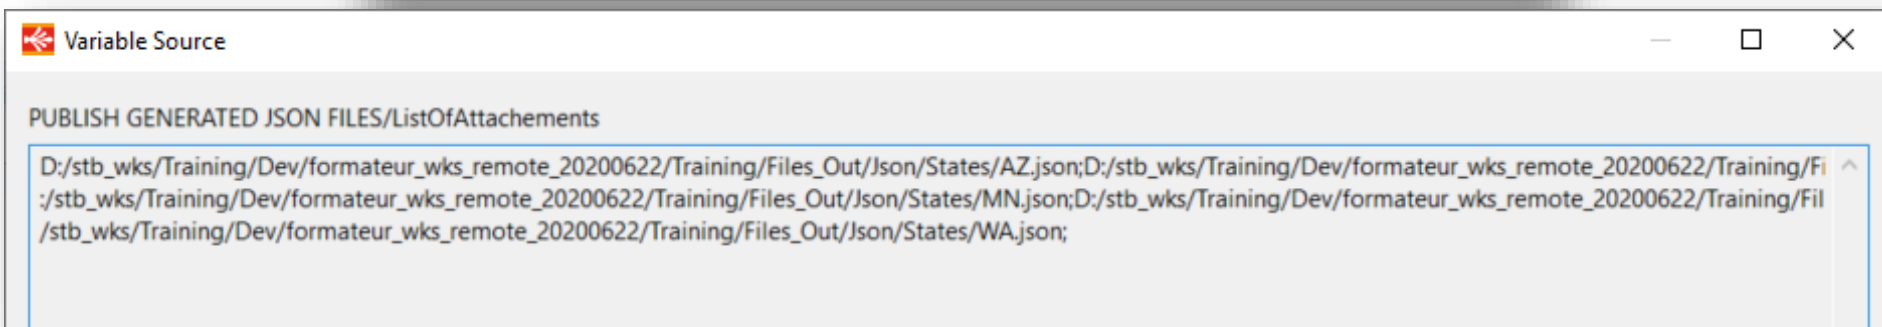 Variable Source
PUBLISH GENERATED JSON FILES/ListOfAttachements
D:/stb_wks/Training/Dev/formateur_wks_remote_20200622/Training/Files_Out/Json/States/AZ.json;D:/stb_wks/Training/Dev/formateur_wks_remote_20200622/Training/Fi
:/stb_wks/Training/Dev/formateur_wks_remote_20200622/Training/Files_Out/Json/States/MN.json;D:/stb_wks/Training/Dev/formateur_wks_remote_20200622/Training/Fil
/stb_wks/Training/Dev/formateur_wks_remote_20200622/Training/Files_Out/Json/States/WA.json;